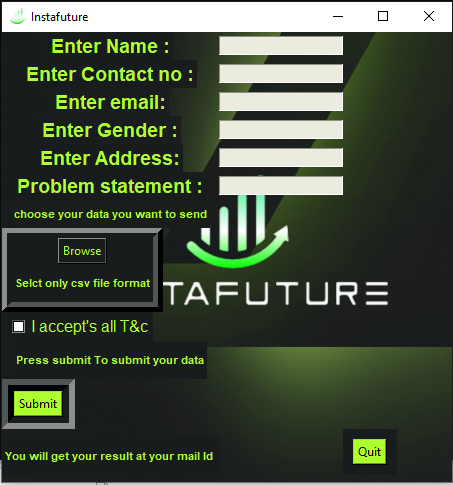 Instafuture
Enter Name :
Enter Contact no :
Enter email:
Enter Gender :
Enter Address:
Problem statement :
choose your data you want to send
Browse
Selct only csv file format
TAFUTURE
I accept's all T&c
Press submit To submit your data
Submit
You will get your result at your mail Id
Quit